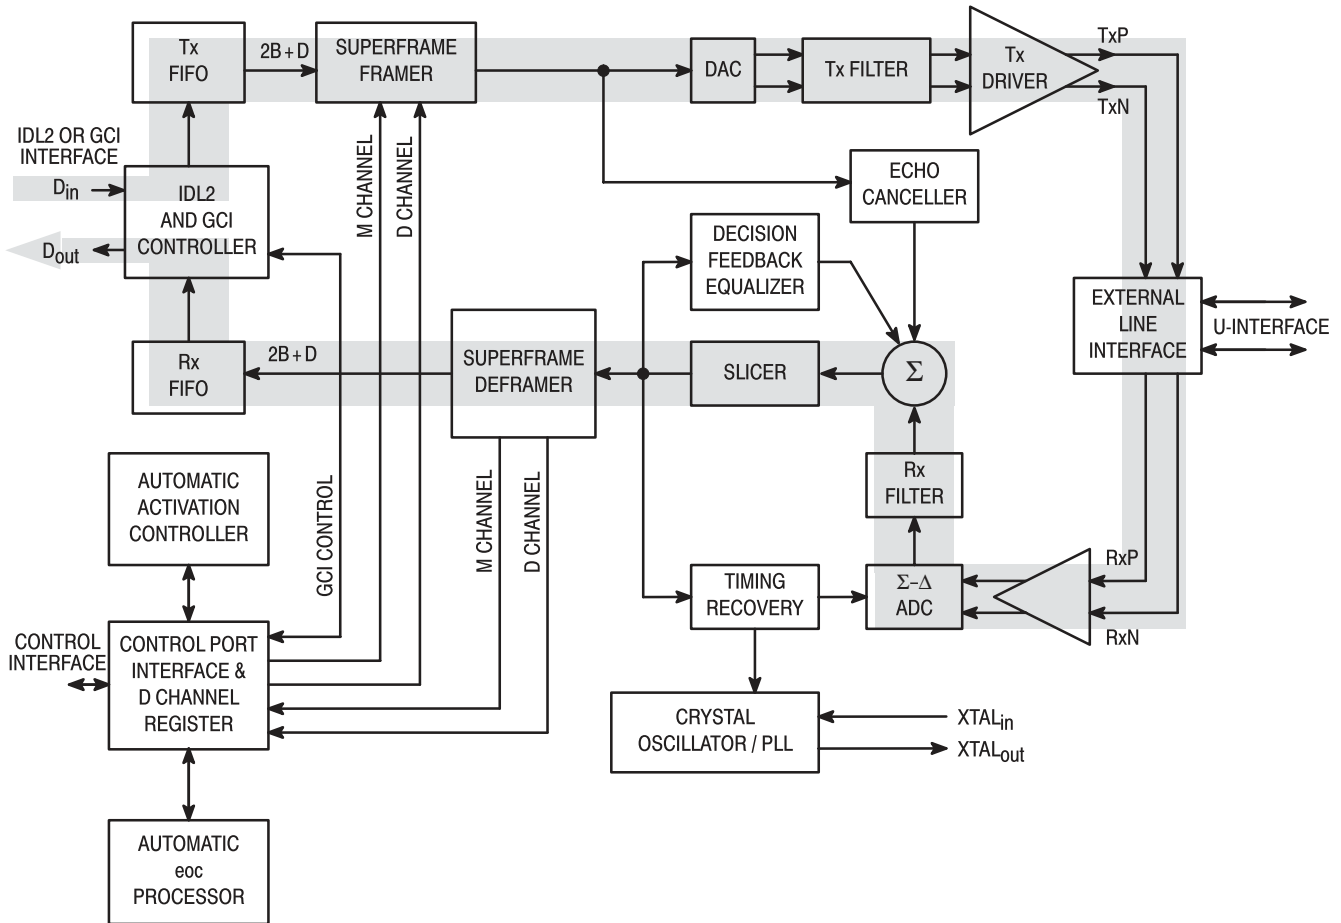 Tx
FIFO
2B + D
SUPERFRAME
FRAMER
DAC
Tx FILTER
Tx
DRIVER
TxP
TxN
IDL2 OR GCI
INTERFACE
Din
Dout
IDL2
AND GCI
CONTROLLER
M CHANNEL
D CHANNEL
ECHO
CANCELLER
DECISION
FEEDBACK
EQUALIZER
EXTERNAL
LINE
INTERFACE
U-INTERFACE
Rx
FIFO
2B + D
SUPERFRAME
DEFRAMER
SLICER
Σ
Rx
FILTER
AUTOMATIC
ACTIVATION
CONTROLLER
GCI CONTROL
M CHANNEL
D CHANNEL
TIMING
RECOVERY
Σ–Δ
ADC
RxP
RxN
CONTROL
INTERFACE
CONTROL PORT
INTERFACE &
D CHANNEL
REGISTER
CRYSTAL
OSCILLATOR / PLL
XTALin
XTALout
AUTOMATIC
eoc
PROCESSOR